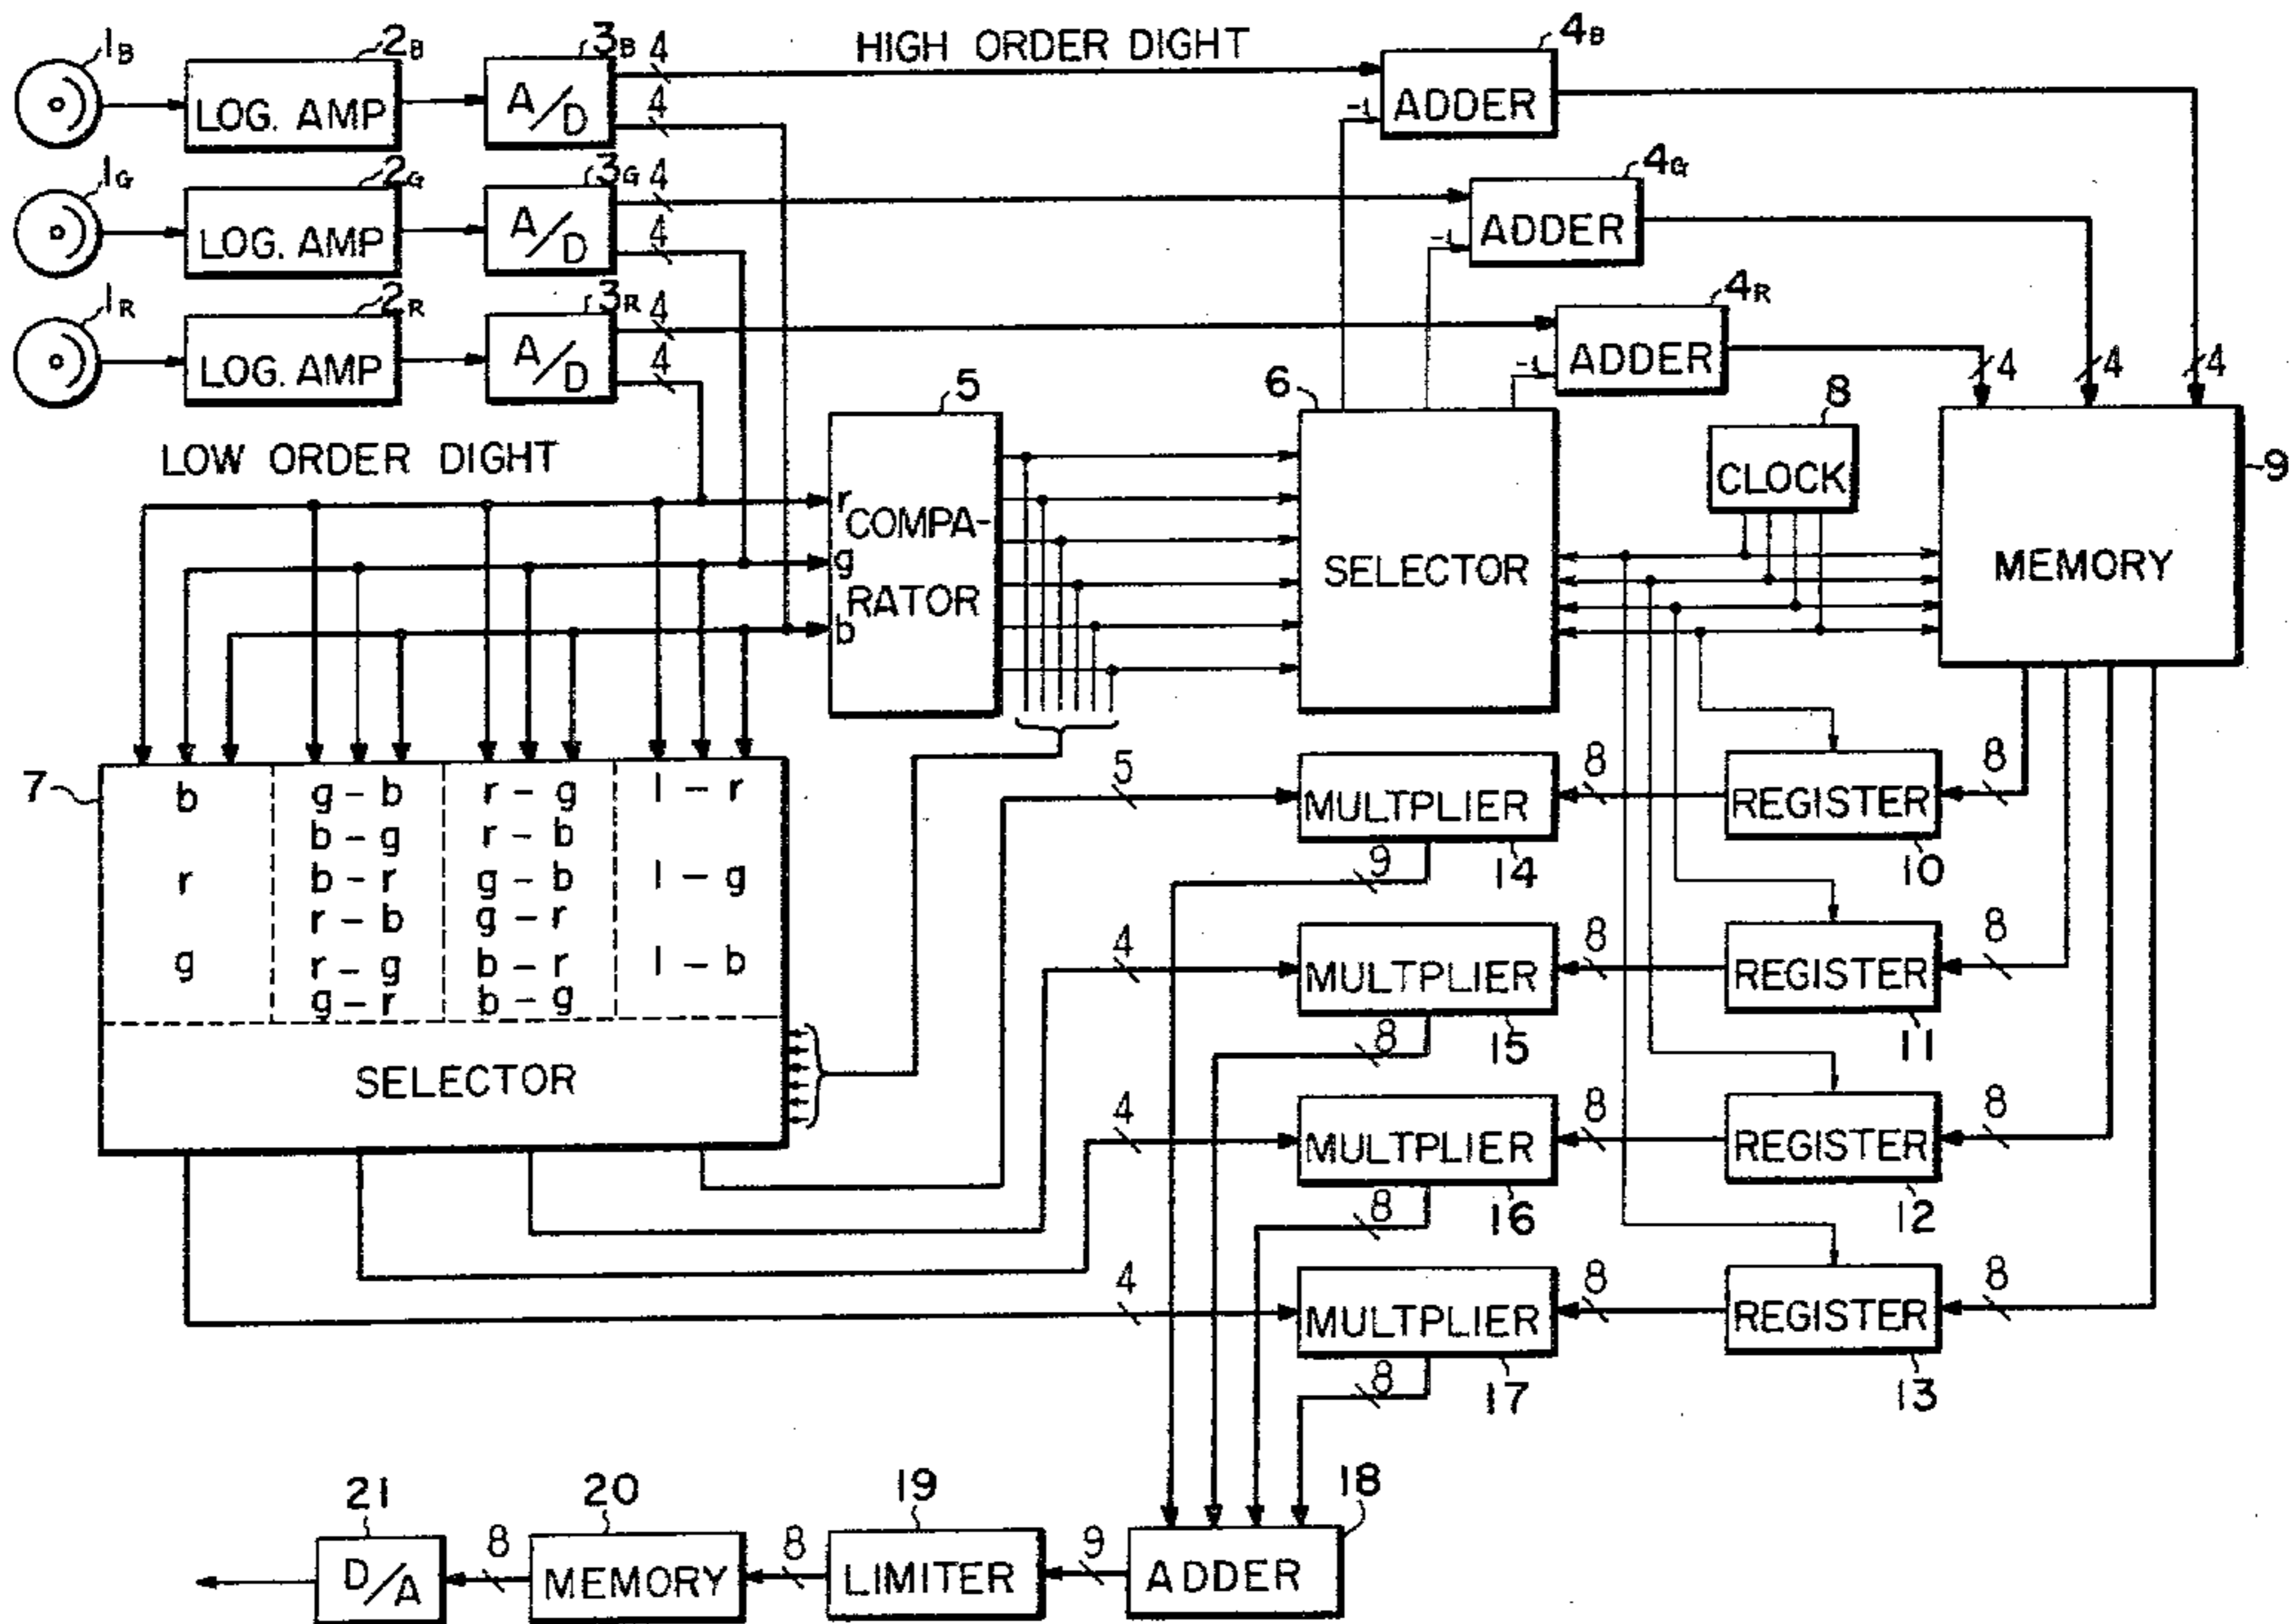 1B 2B 3B 4 HIGH ORDER DIGHT 4B
LOG. AMP A/D 4 -1 ADDER
1G 2G 3G 4 4G
LOG. AMP A/D 4 -1 ADDER
1R 2R 3R 4 4R
LOG. AMP A/D 4 -1 ADDER 4 4 4
5 6 8
LOW ORDER DIGHT CLOCK 9
r COMPA-
g RATOR
b
SELECTOR MEMORY
7 b g-b r-g 1-r 5 MULTPLIER 8 REGISTER 8
b-g r-b 9 14 10
r b-r g-b 1-g
r-b g-r 4 MULTPLIER 8 REGISTER 8
g r-g b-r 1-b 8 15 11
g-r b-g
SELECTOR 4 MULTPLIER 8 REGISTER 8
8 16 12
4 MULTPLIER 8 REGISTER 8
8 17 13
21 20 19 18
D/A 8 MEMORY 8 LIMITER 9 ADDER